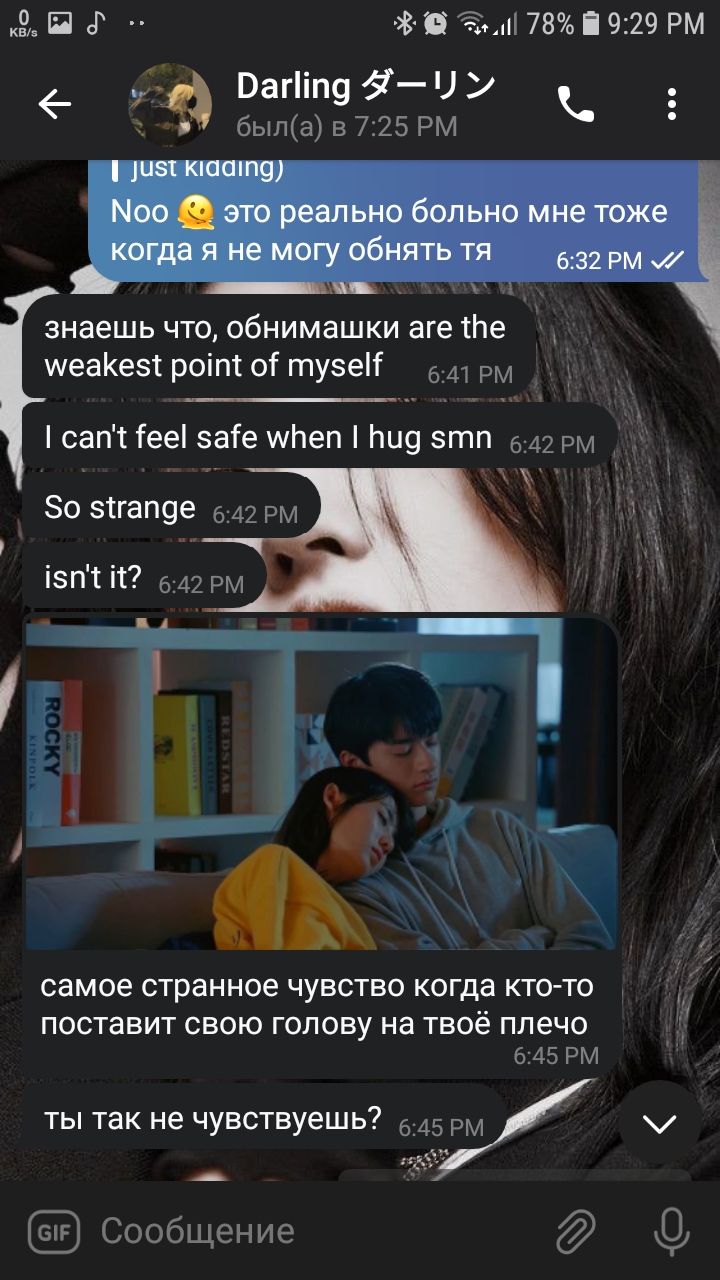 0
KB/s
78%
9:29 PM
Darling ダーリン
был(а) в 7:25 PM
just kidding)
Noo 🫠 это реально больно мне тоже
когда я не могу обнять тя
6:32 PM
знаешь что, обнимашки are the
weakest point of myself
6:41 PM
I can't feel safe when I hug smn
6:42 PM
So strange
6:42 PM
isn't it?
6:42 PM
ROCKY
KINFOLK
COVER LETTER
REDSTAR
самое странное чувство когда кто-то
поставит свою голову на твоё плечо
6:45 PM
ты так не чувствуешь?
6:45 PM
GIF
Сообщение